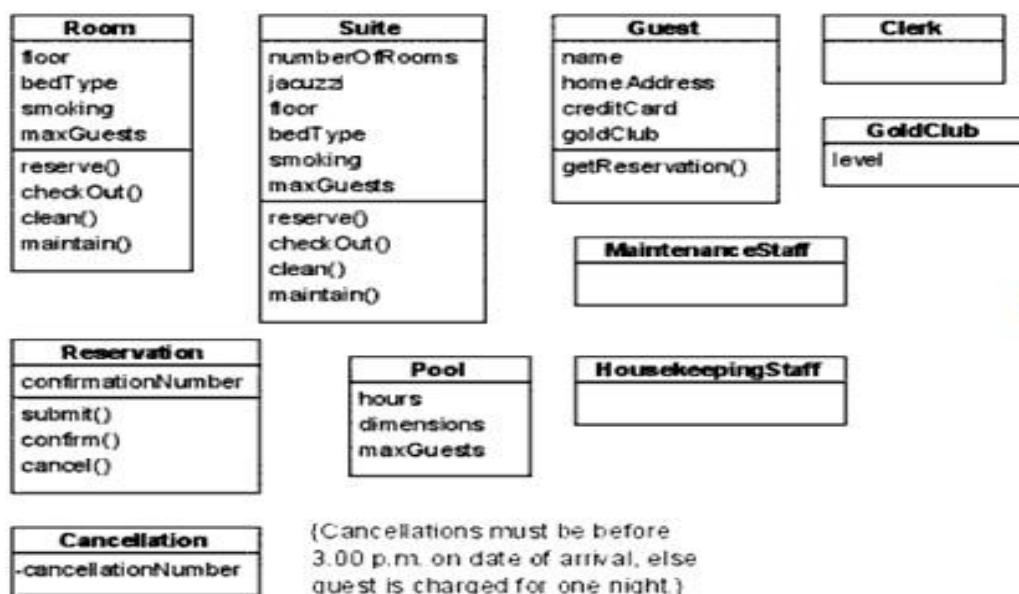 Room
floor
bedType
smoking
maxGuests
reserve()
checkOut()
clean()
maintain()
Suite
numberOfRooms
jacuzzi
floor
bedType
smoking
maxGuests
reserve()
checkOut()
clean()
maintain()
Guest
name
homeAddress
creditCard
goldClub
getReservation()
Clerk
GoldClub
level
MaintenanceStaff
Reservation
confirmationNumber
submit()
confirm()
cancel()
Pool
hours
dimensions
maxGuests
HousekeepingStaff
Cancellation
-cancellationNumber
{Cancellations must be before
3.00 p.m. on date of arrival, else
guest is charged for one night.}